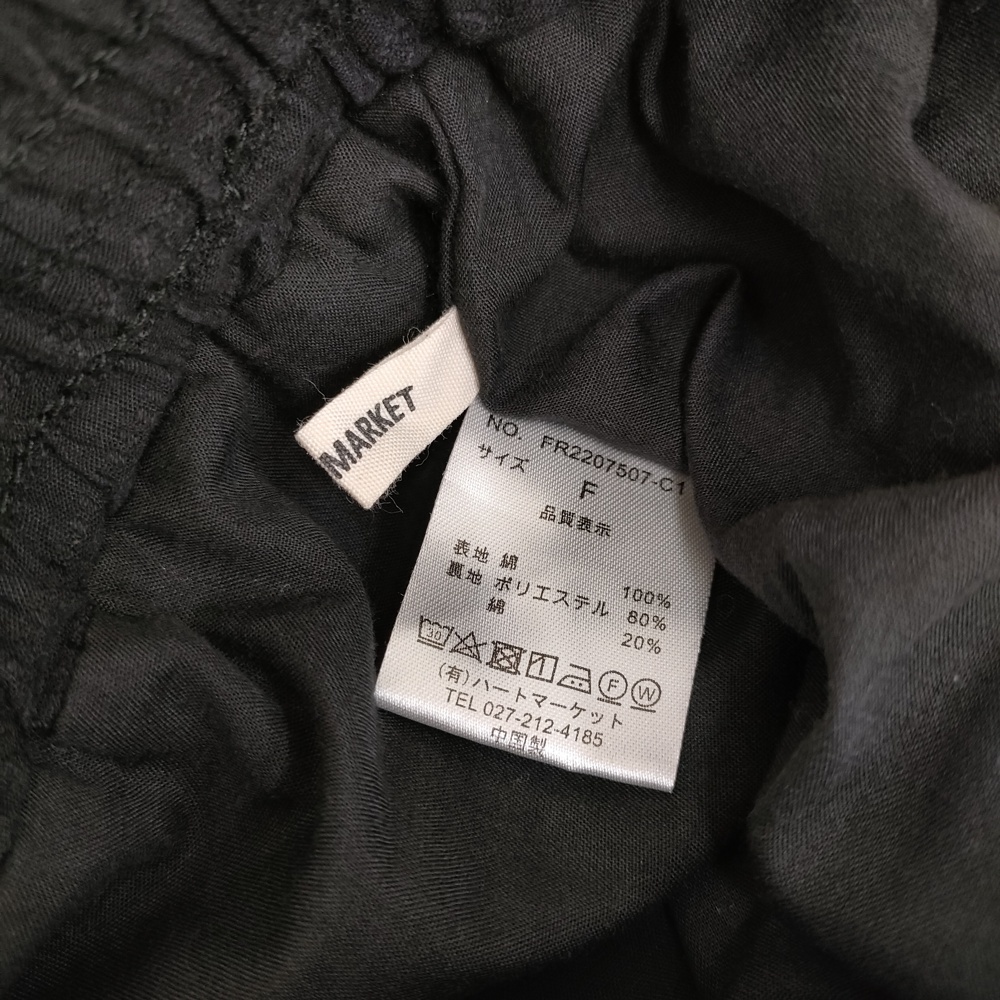 MARKET
NO. FR2207507-C1
サイズ
F
品質表示
表地 綿 100%
裏地 ポリエステル 80%
綿 20%
30
F W
(有)ハートマーケット
TEL 027-212-4185
中国製